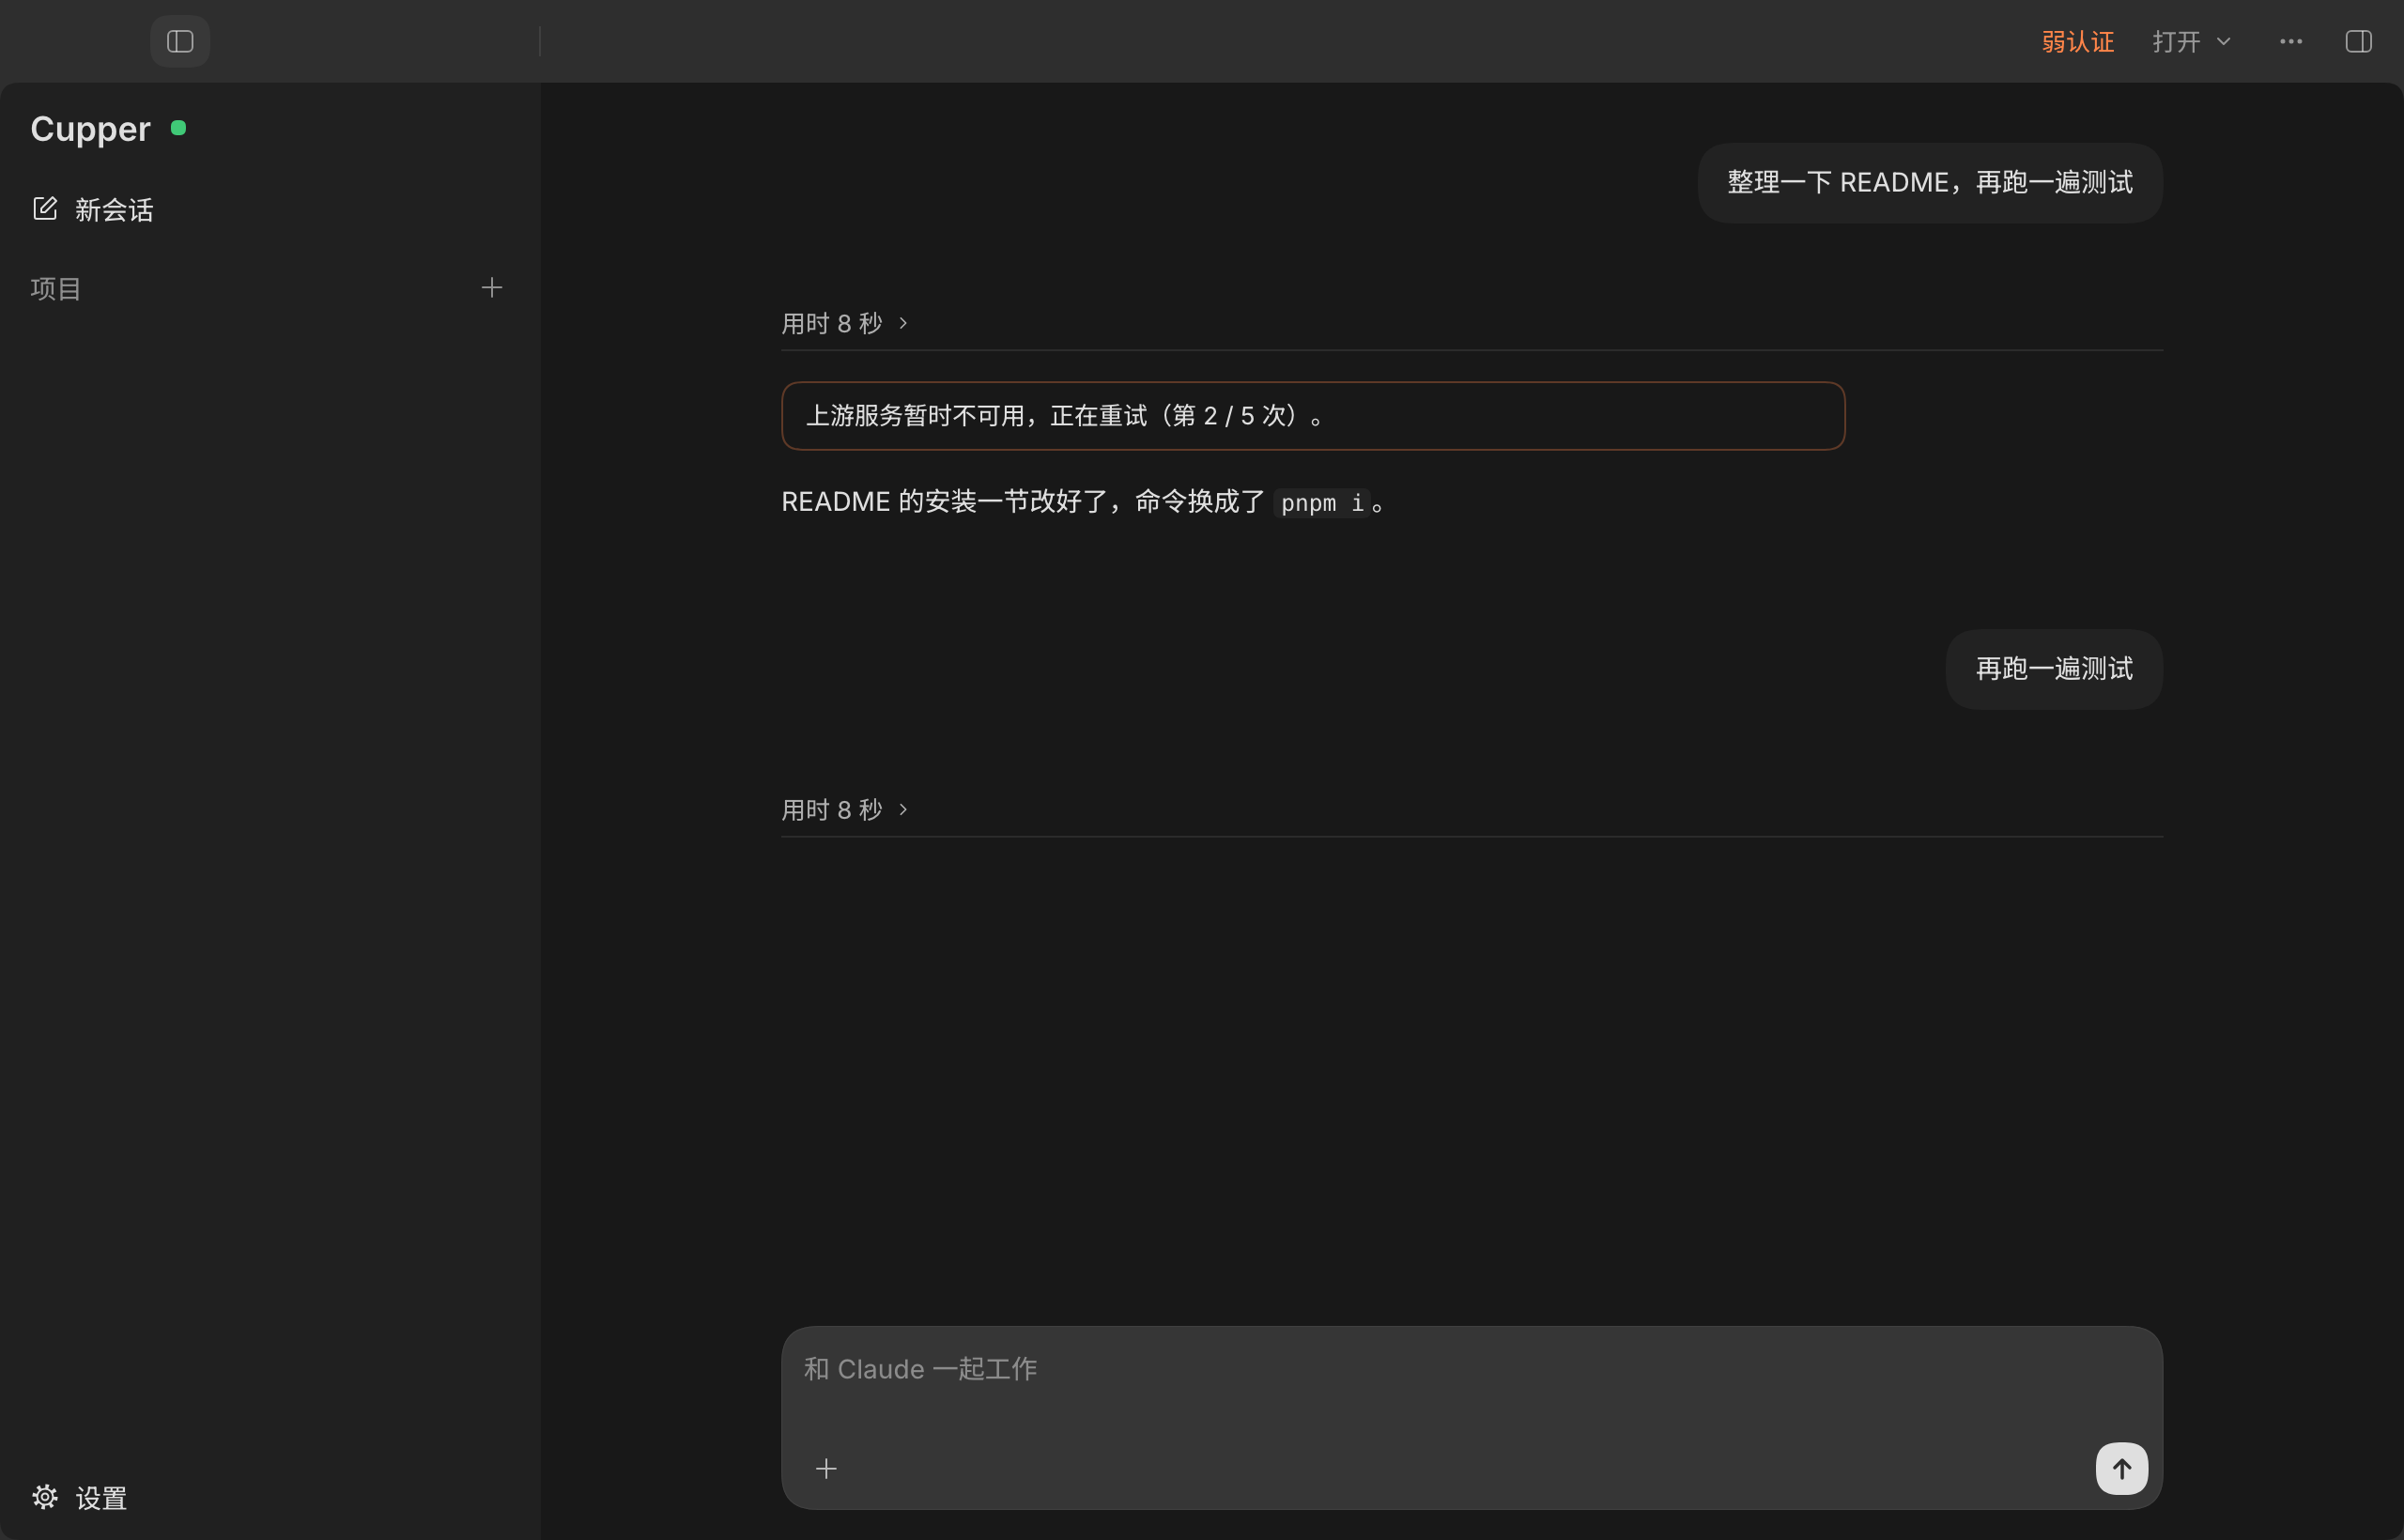 弱认证
打开
Cupper
新会话
项目
整理一下 README，再跑一遍测试
用时 8 秒
上游服务暂时不可用，正在重试（第 2 / 5 次）。
README 的安装一节改好了，命令换成了 pnpm i。
再跑一遍测试
用时 8 秒
和 Claude 一起工作
设置